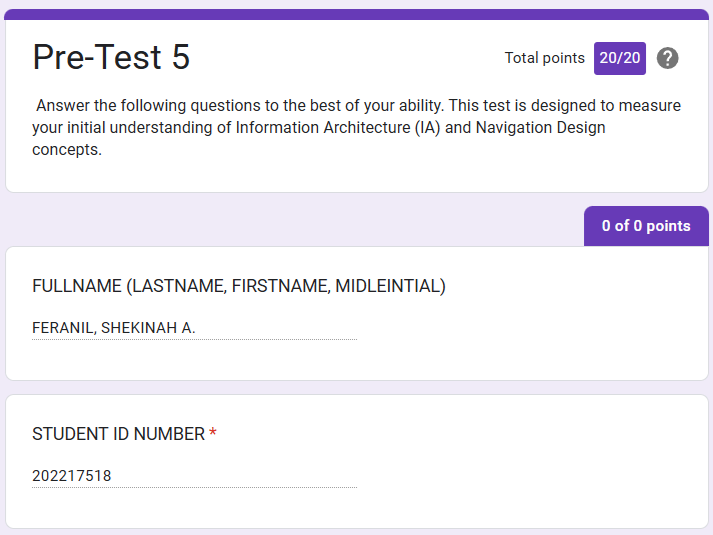 Pre-Test 5
Total points 20/20
Answer the following questions to the best of your ability. This test is designed to measure
your initial understanding of Information Architecture (IA) and Navigation Design
concepts.
0 of 0 points
FULLNAME (LASTNAME, FIRSTNAME, MIDLEINTIAL)
FERANIL, SHEKINAH A.
STUDENT ID NUMBER *
202217518